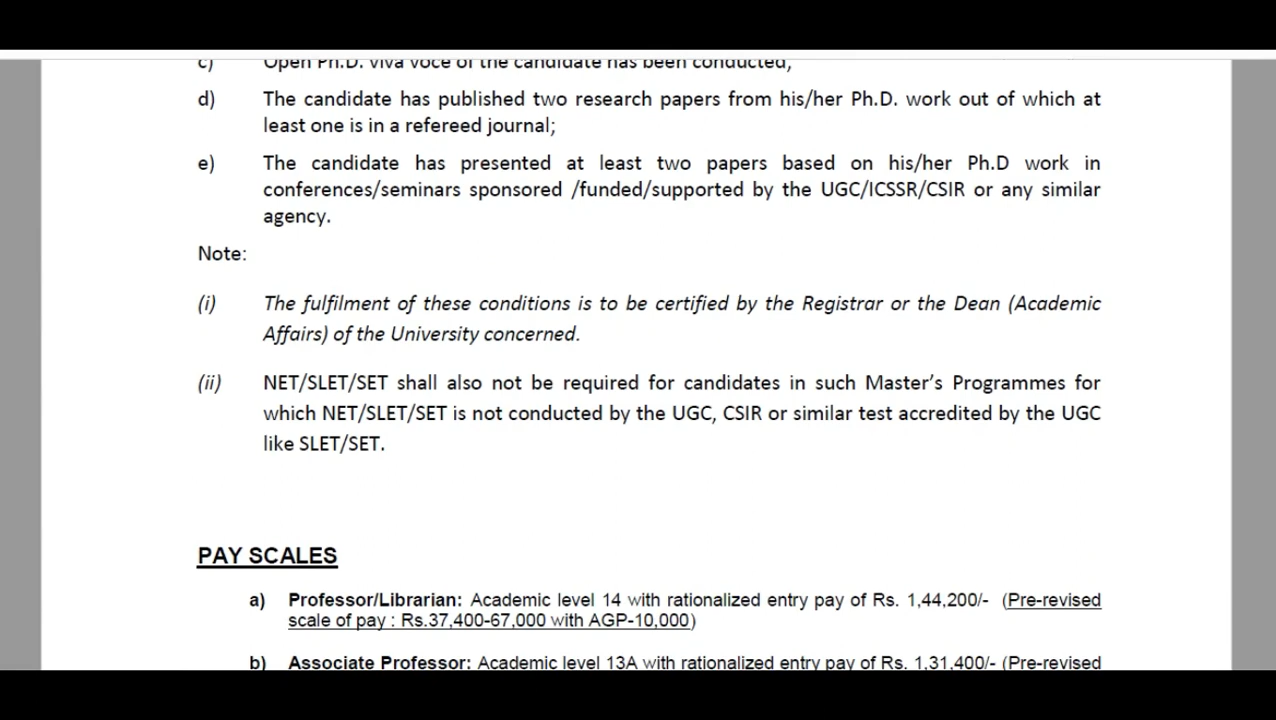 c) Open Ph.D. viva voce of the candidate has been conducted;
d) The candidate has published two research papers from his/her Ph.D. work out of which at
least one is in a refereed journal;
e) The candidate has presented at least two papers based on his/her Ph.D work in
conferences/seminars sponsored /funded/supported by the UGC/ICSSR/CSIR or any similar
agency.
Note:
(i) The fulfilment of these conditions is to be certified by the Registrar or the Dean (Academic
Affairs) of the University concerned.
(ii) NET/SLET/SET shall also not be required for candidates in such Master’s Programmes for
which NET/SLET/SET is not conducted by the UGC, CSIR or similar test accredited by the UGC
like SLET/SET.
PAY SCALES
a) Professor/Librarian: Academic level 14 with rationalized entry pay of Rs. 1,44,200/- (Pre-revised
scale of pay : Rs.37,400-67,000 with AGP-10,000)
b) Associate Professor: Academic level 13A with rationalized entry pay of Rs. 1,31,400/- (Pre-revised